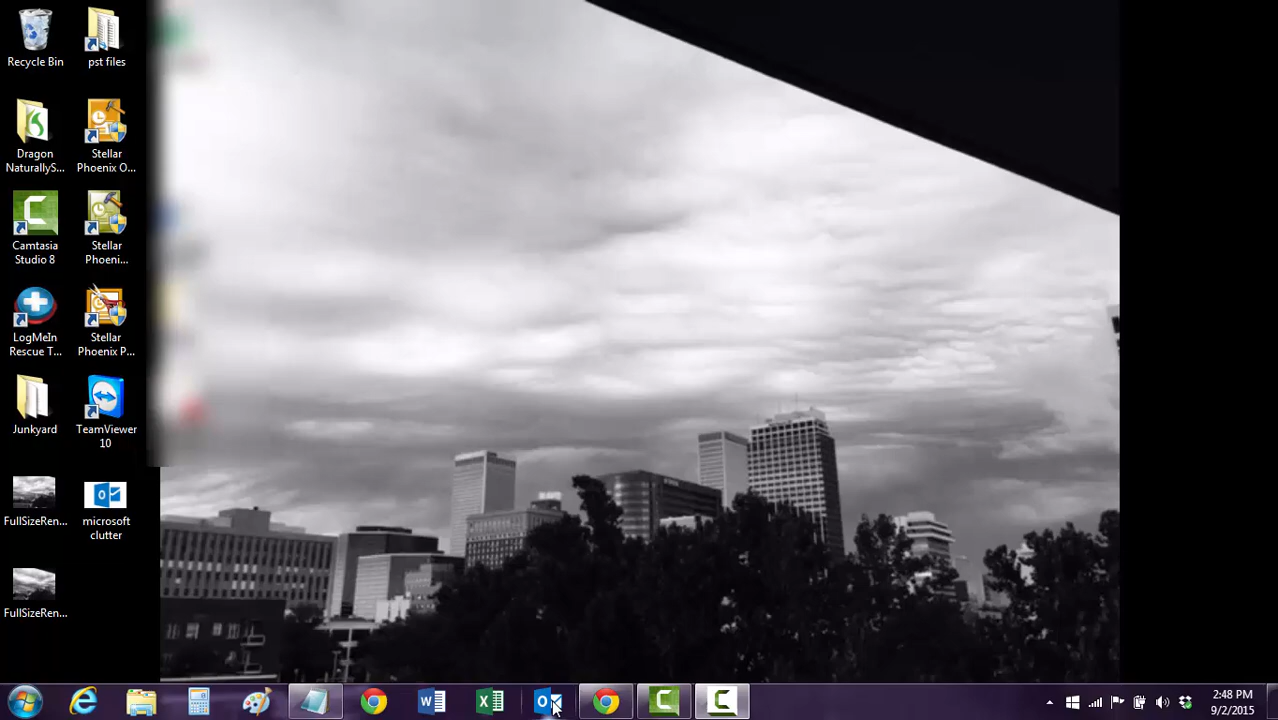 Recycle Bin
pst files
Dragon
NaturallyS...
Stellar
Phoenix O...
Camtasia
Studio 8
Stellar
Phoeni...
LogMeIn
Rescue T...
Stellar
Phoenix P...
Junkyard
TeamViewer
10
FullSizeRen...
microsoft
clutter
FullSizeRen...
2:48 PM
9/2/2015